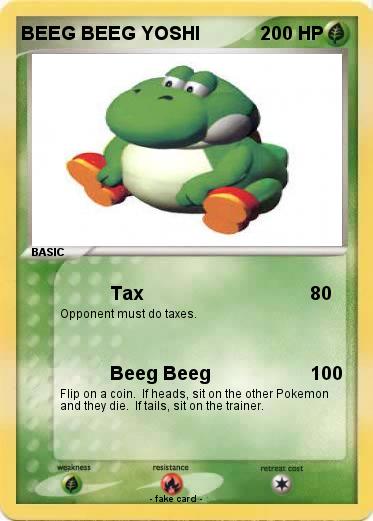 BEEG BEEG YOSHI 200 HP
BASIC
Tax 80
Opponent must do taxes.
Beeg Beeg 100
Flip on a coin. If heads, sit on the other Pokemon
and they die. If tails, sit on the trainer.
weakness resistance retreat cost
- fake card -